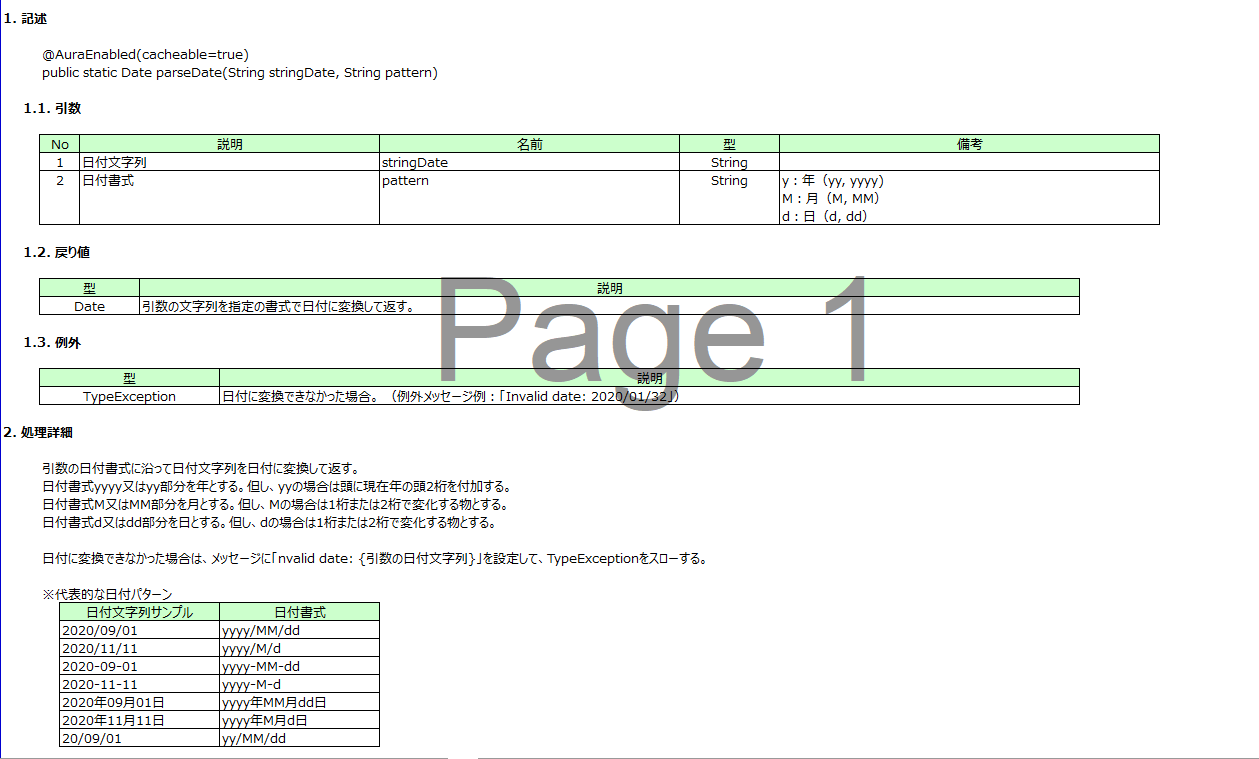 1. 記述
@AuraEnabled(cacheable=true)
public static Date parseDate(String stringDate, String pattern)
1.1. 引数
No 説明 名前 型 備考
1 日付文字列 stringDate String
2 日付書式 pattern String y：年（yy, yyyy）
M：月（M, MM）
d：日（d, dd）
1.2. 戻り値
型 説明
Date 引数の文字列を指定の書式で日付に変換して返す。
Page 1
1.3. 例外
型 説明
TypeException 日付に変換できなかった場合。（例外メッセージ例：「Invalid date: 2020/01/32」）
2. 処理詳細
引数の日付書式に沿って日付文字列を日付に変換して返す。
日付書式yyyy又はyy部分を年とする。但し、yyの場合は頭に現在年の頭2桁を付加する。
日付書式M又はMM部分を月とする。但し、Mの場合は1桁または2桁で変化する物とする。
日付書式d又はdd部分を日とする。但し、dの場合は1桁または2桁で変化する物とする。
日付に変換できなかった場合は、メッセージに「nvalid date: {引数の日付文字列}」を設定して、TypeExceptionをスローする。
※代表的な日付パターン
日付文字列サンプル 日付書式
2020/09/01 yyyy/MM/dd
2020/11/11 yyyy/M/d
2020-09-01 yyyy-MM-dd
2020-11-11 yyyy-M-d
2020年09月01日 yyyy年MM月dd日
2020年11月11日 yyyy年M月d日
20/09/01 yy/MM/dd